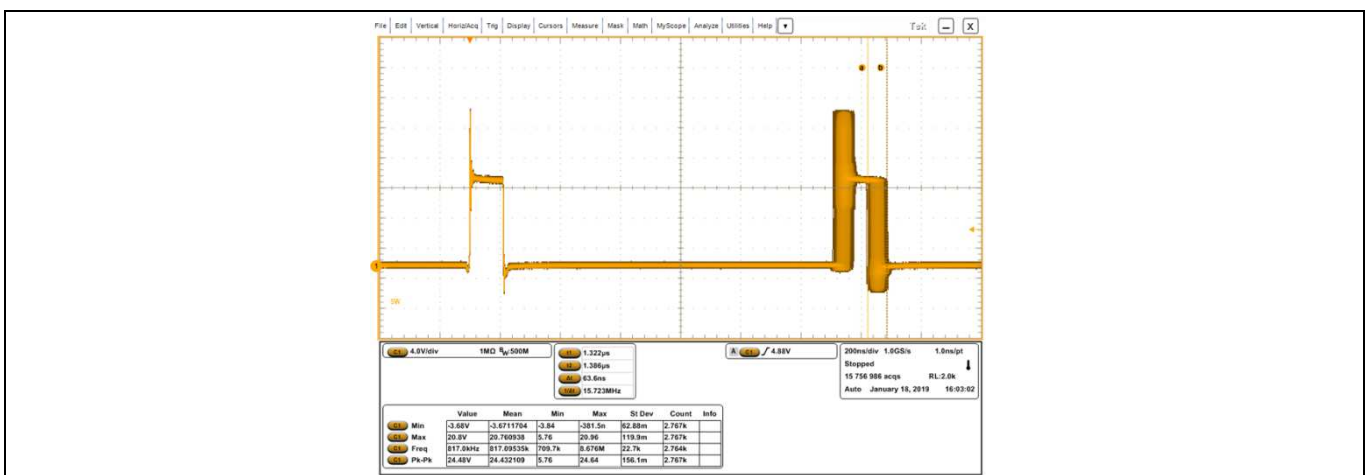 File Edit Vertical Horiz/Acq Trig Display Cursors Measure Mask Math MyScope Analyze Utilities Help Tek X
a b
1
SW
C1 4.0V/div 1MΩ BW:500M
t1 1.322µs
t2 1.386µs
Δt 63.6ns
1/Δt 15.723MHz
A C1 4.88V
200ns/div 1.0GS/s 1.0ns/pt
Stopped
15 756 986 acqs RL:2.0k
Auto January 18, 2019 16:03:02
Value Mean Min Max St Dev Count Info
C1 Min -3.68V -3.6711704 -3.84 -381.5n 62.88m 2.767k
C1 Max 20.8V 20.760938 5.76 20.96 119.9m 2.767k
C1 Freq 817.0kHz 817.09535k 709.7k 8.676M 22.7k 2.764k
C1 Pk-Pk 24.48V 24.432109 5.76 24.64 156.1m 2.767k